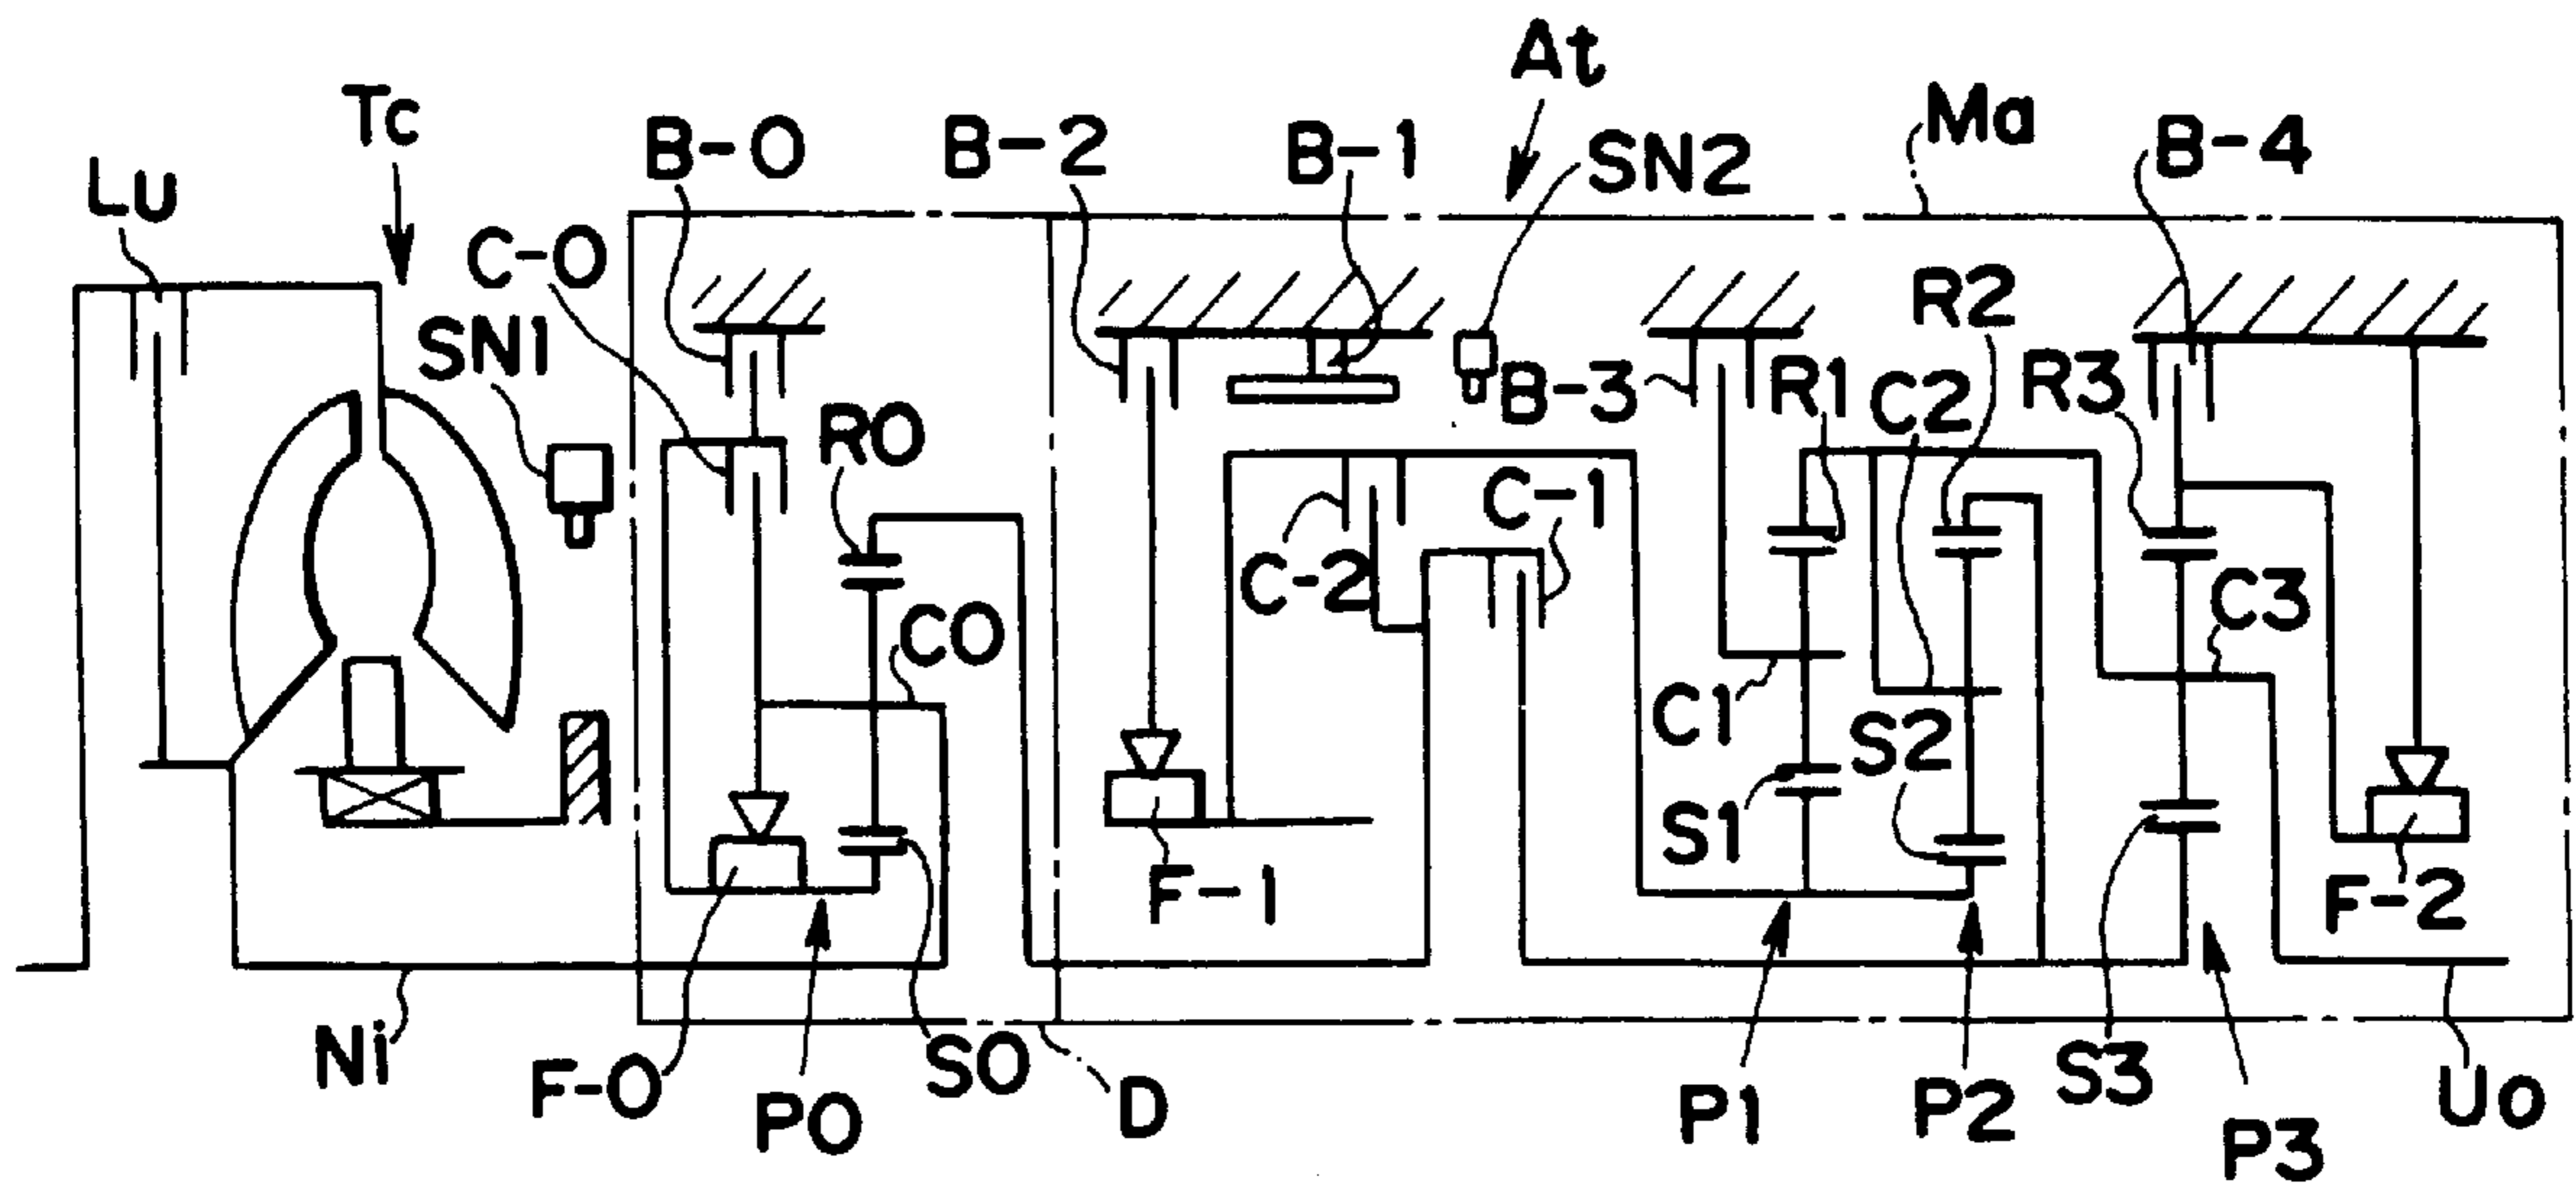 At
Tc
Ma
B-0
B-2
B-1
SN2
B-4
Lu
C-0
SN1
R2
R3
B-3
R1
C2
R0
C-1
C-2
C3
C0
C1
S2
S1
F-1
F-2
Ni
F-0
P0
S0
D
P1
P2
S3
P3
Uo